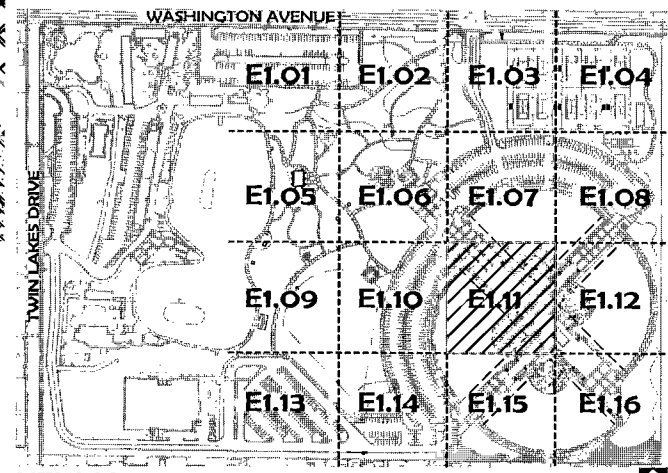 WASHINGTON AVENUE
E1.01 E1.02 E1.03 E1.04
TWIN LAKES DRIVE
E1.05 E1.06 E1.07 E1.08
E1.09 E1.10 E1.11 E1.12
E1.13 E1.14 E1.15 E1.16